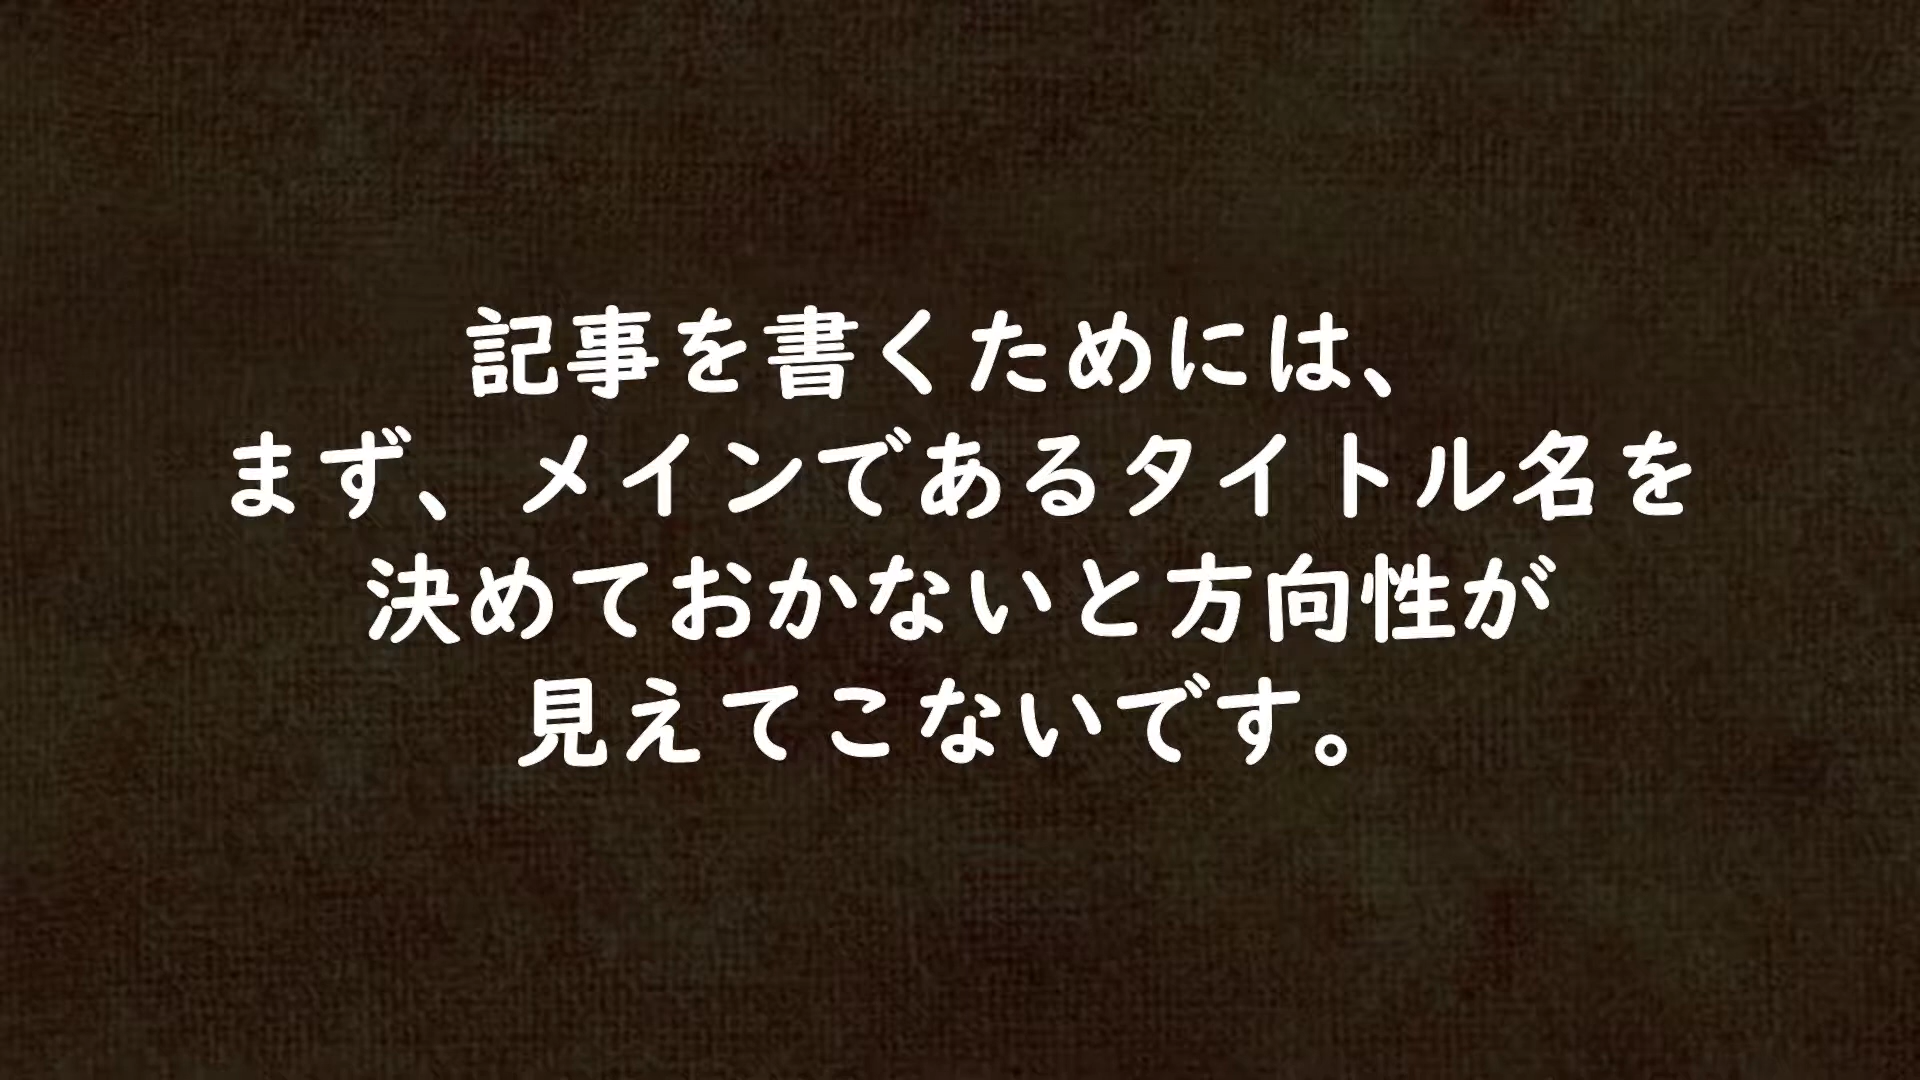 記事を書くためには、
まず、メインであるタイトル名を
決めておかないと方向性が
見えてこないです。